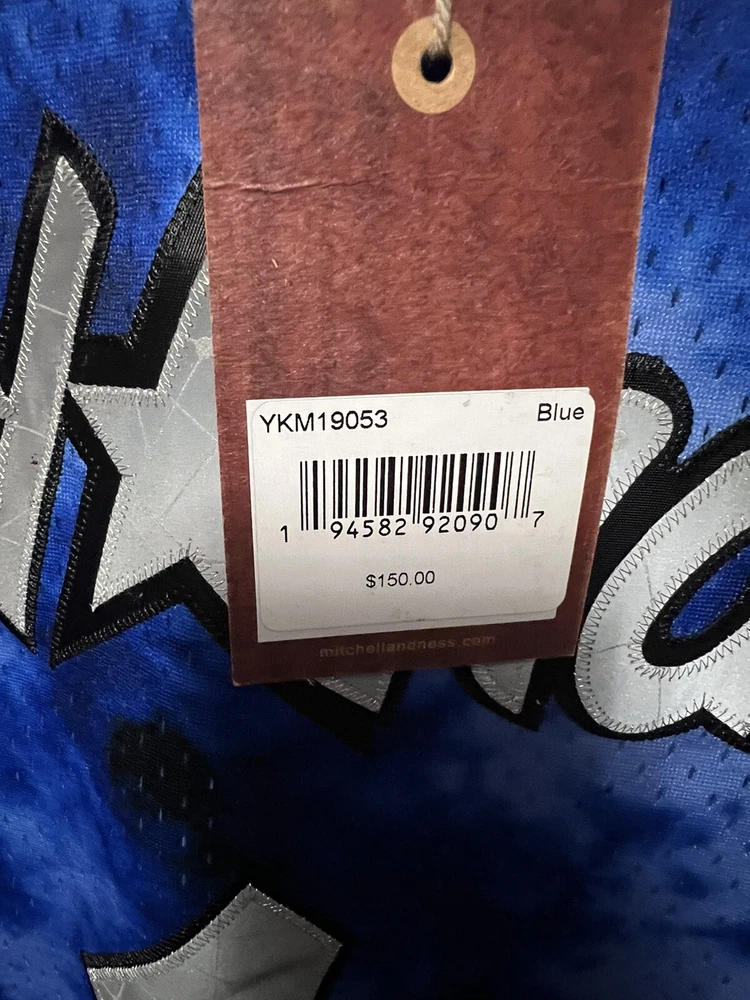 YKM19053 Blue
1 94582 92090 7
$150.00
mitchellandness.com